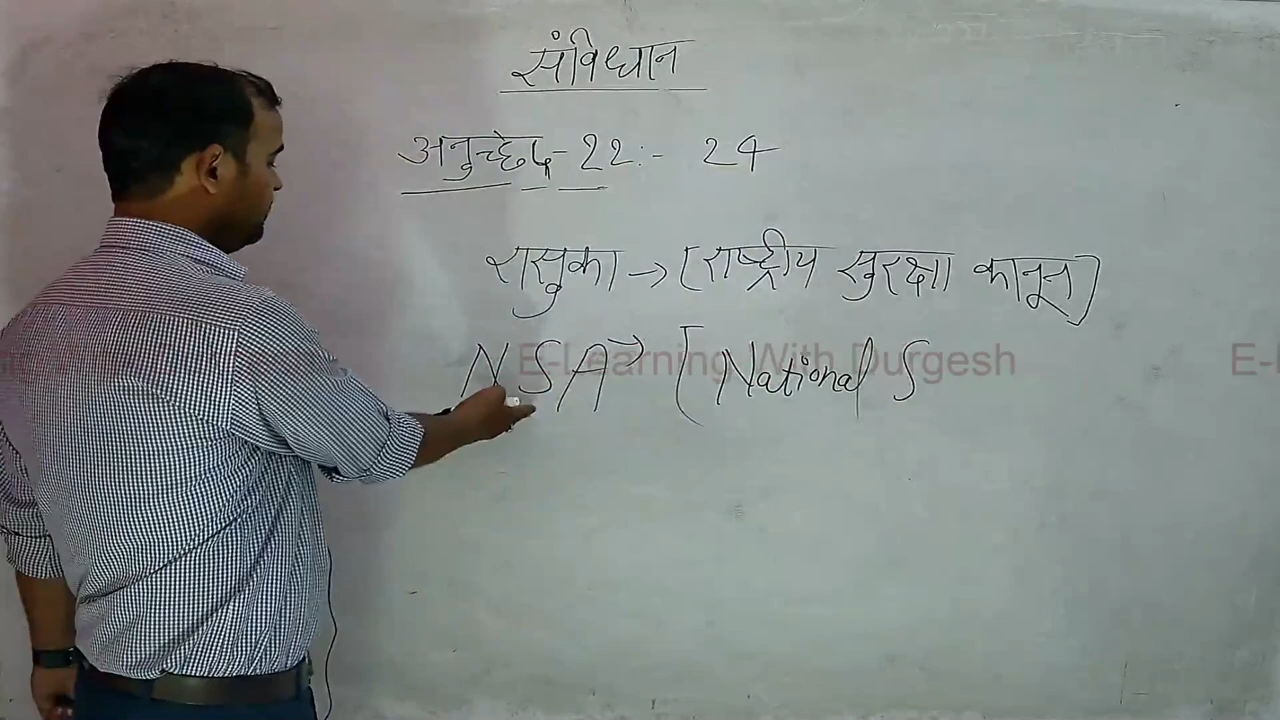 संविधान
अनुच्छेद-22:- 24
रासुका → [राष्ट्रीय सुरक्षा कानून]
NSA → [National S
E-Learning With Durgesh
E-L